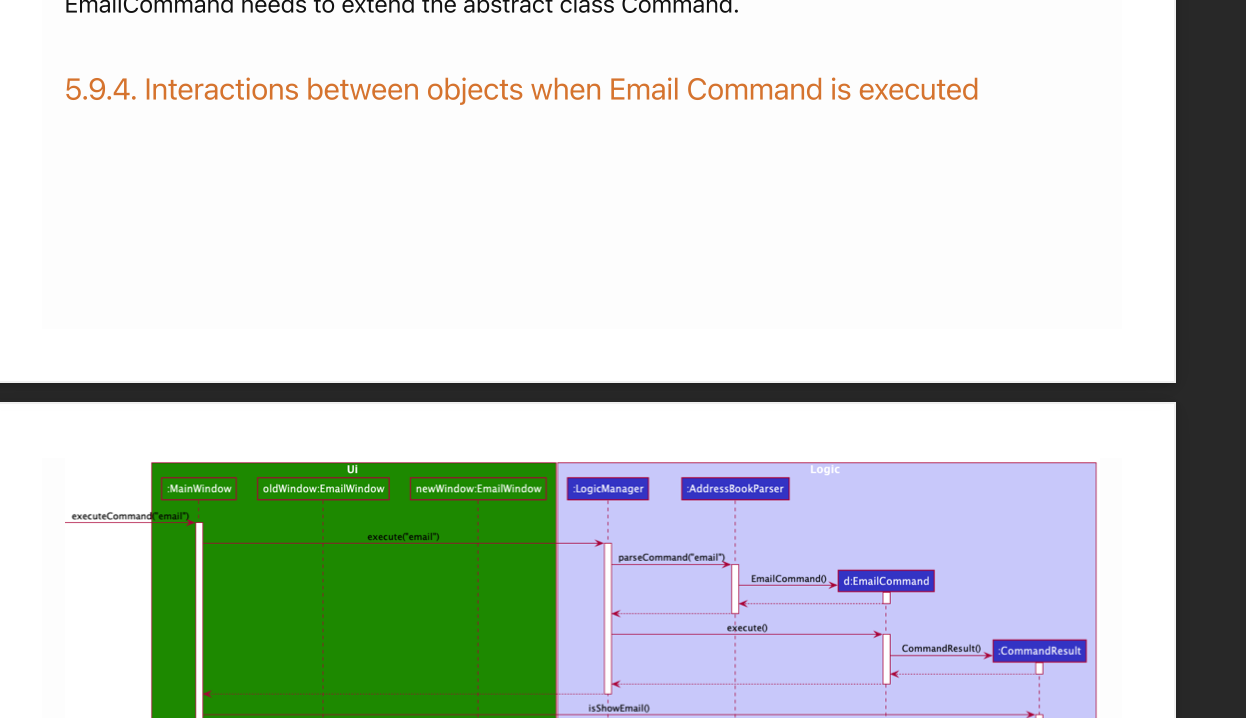 EmailCommand needs to extend the abstract class Command.
5.9.4. Interactions between objects when Email Command is executed
Ui
Logic
:MainWindow
oldWindow:EmailWindow
newWindow:EmailWindow
:LogicManager
:AddressBookParser
executeCommand("email")
execute("email")
parseCommand("email")
EmailCommand()
d:EmailCommand
execute()
CommandResult()
:CommandResult
isShowEmail()